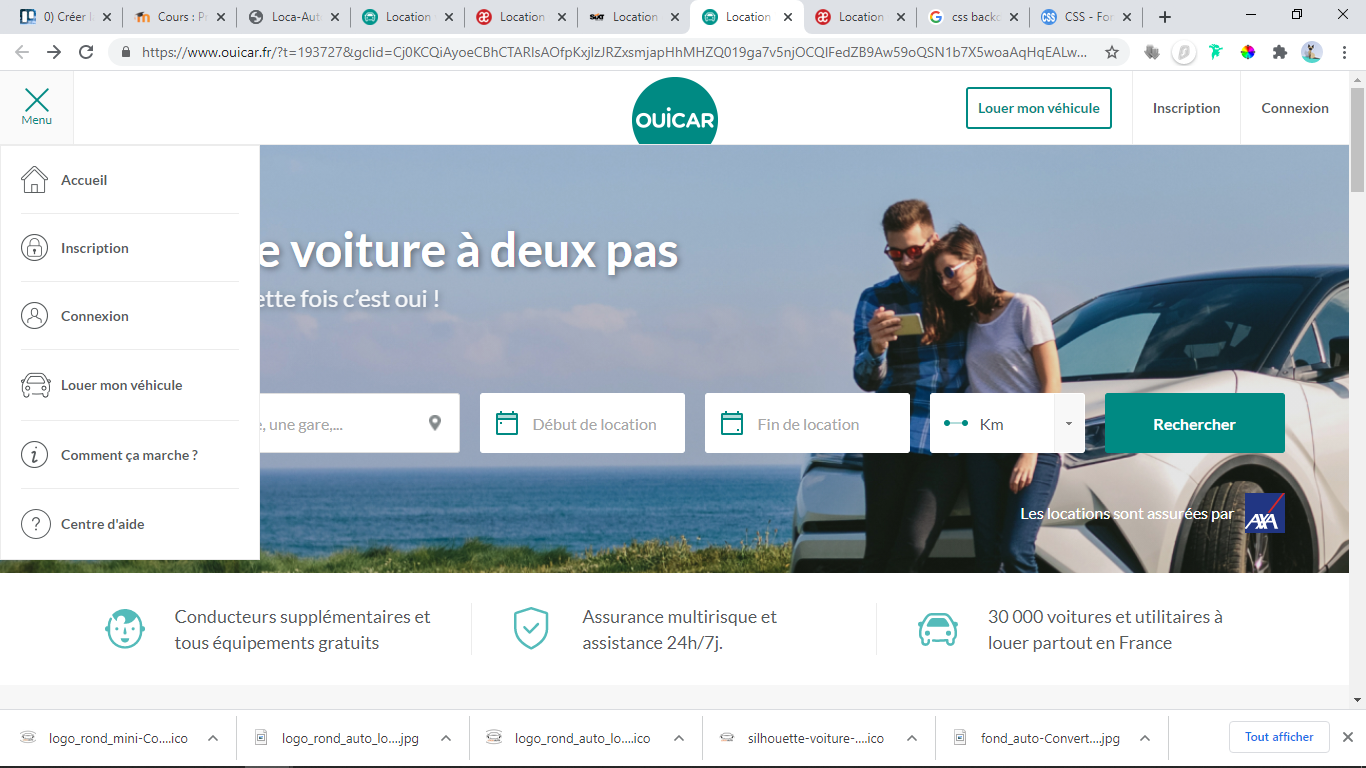 0) Créer l
Cours : P
Loca-Aut
Location
Location
Location
Location
Location
css backg
CSS - For
https://www.ouicar.fr/?t=193727&gclid=Cj0KCQiAyoeCBhCTARIsAOfpKxjIzJRZxsmjapHhMHZQ019ga7v5njOCQIFedZB9Aw59oQSN1b7X5woaAqHqEALw...
Menu
OUICAR
Louer mon véhicule
Inscription
Connexion
Accueil
Inscription
Connexion
Louer mon véhicule
Comment ça marche ?
Centre d'aide
e voiture à deux pas
ette fois c'est oui !
e, une gare,...
Début de location
Fin de location
Km
Rechercher
Les locations sont assurées par
AXA
Conducteurs supplémentaires et
tous équipements gratuits
Assurance multirisque et
assistance 24h/7j.
30 000 voitures et utilitaires à
louer partout en France
logo_rond_mini-Co....ico
logo_rond_auto_lo....jpg
logo_rond_auto_lo....ico
silhouette-voiture-....ico
fond_auto-Convert....jpg
Tout afficher